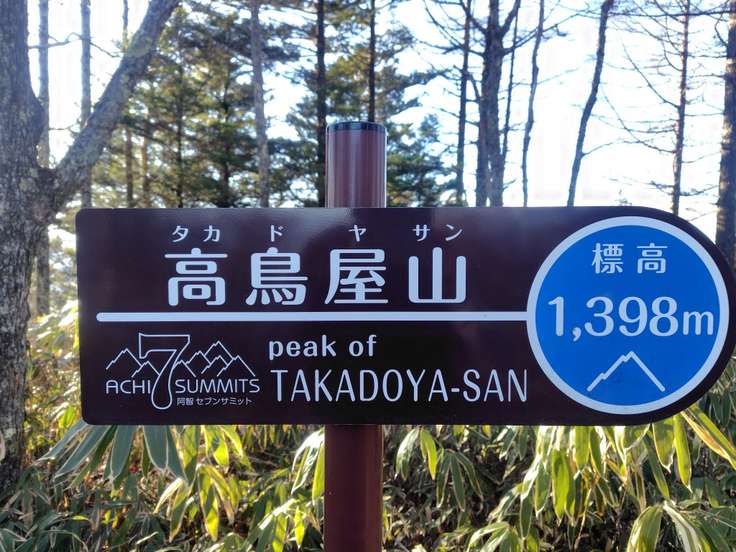 タカドヤサン
高鳥屋山
peak of
TAKADOYA-SAN
ACHI 7 SUMMITS
阿智 セブンサミット
標高
1,398m